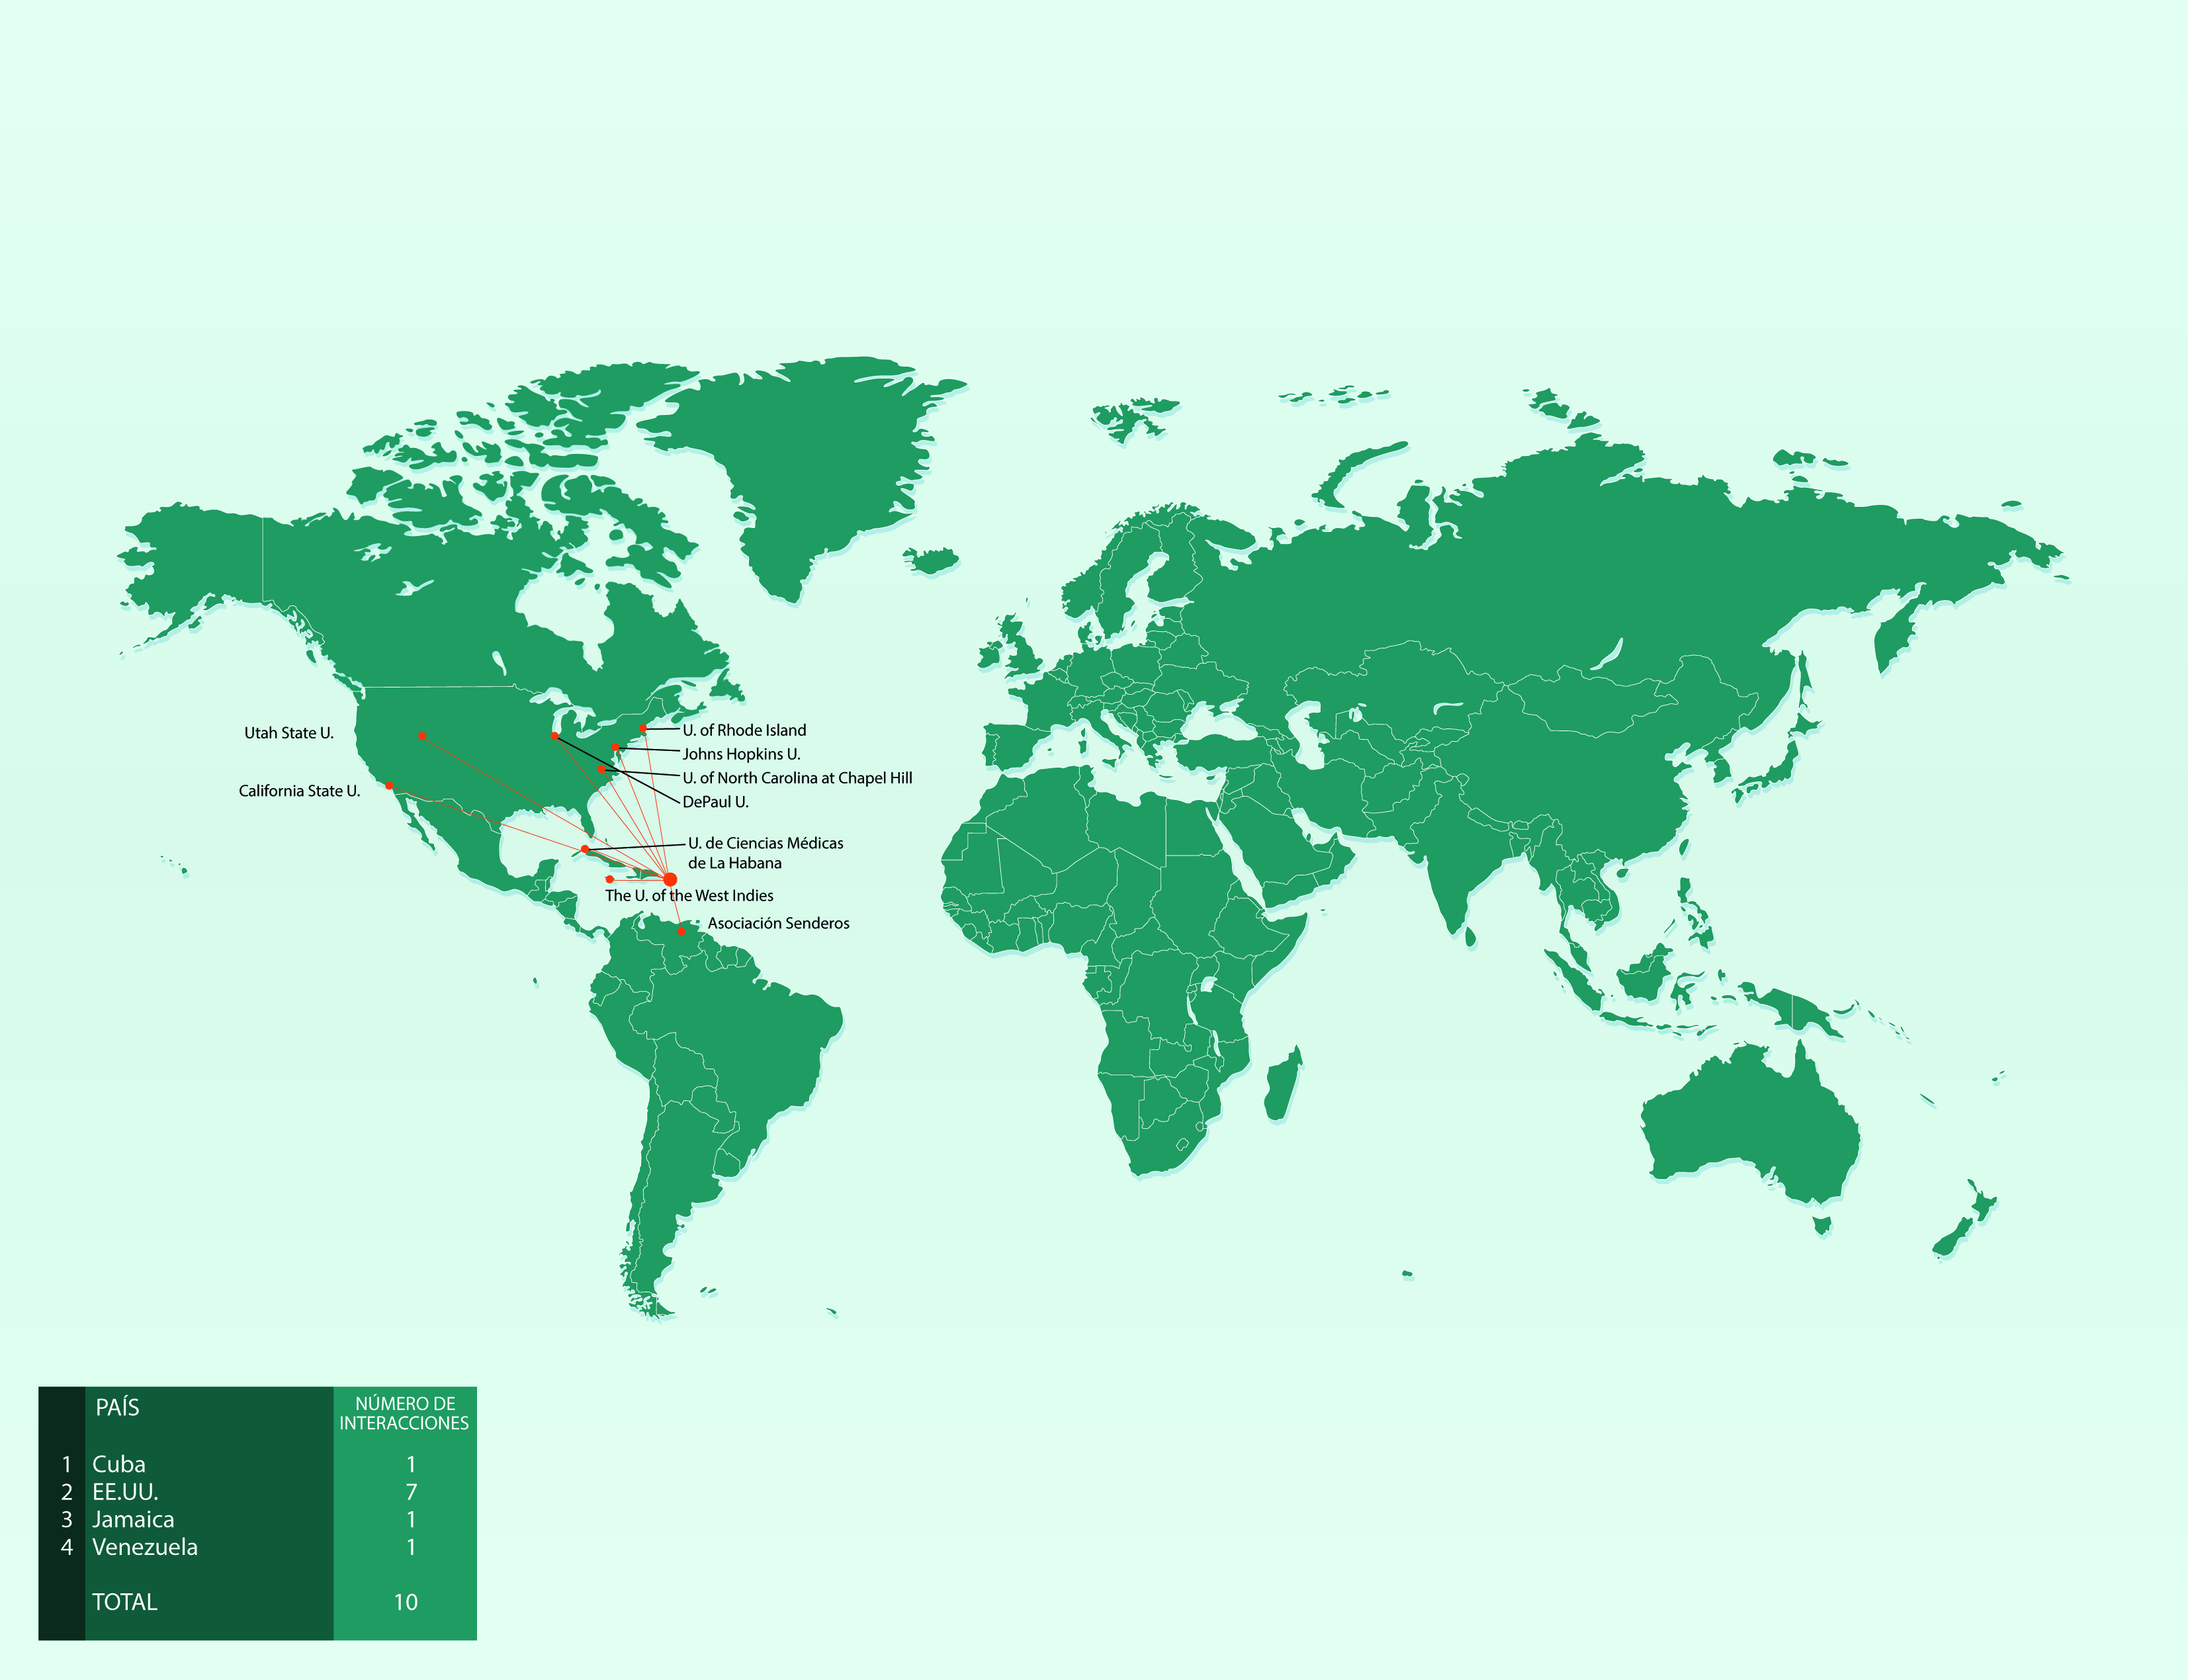 U. of Rhode Island
Utah State U.
Johns Hopkins U.
U. of North Carolina at Chapel Hill
California State U.
DePaul U.
U. de Ciencias Médicas
de La Habana
The U. of the West Indies
Asociación Senderos
PAÍS NÚMERO DE
INTERACCIONES
1 Cuba 1
2 EE.UU. 7
3 Jamaica 1
4 Venezuela 1
TOTAL 10